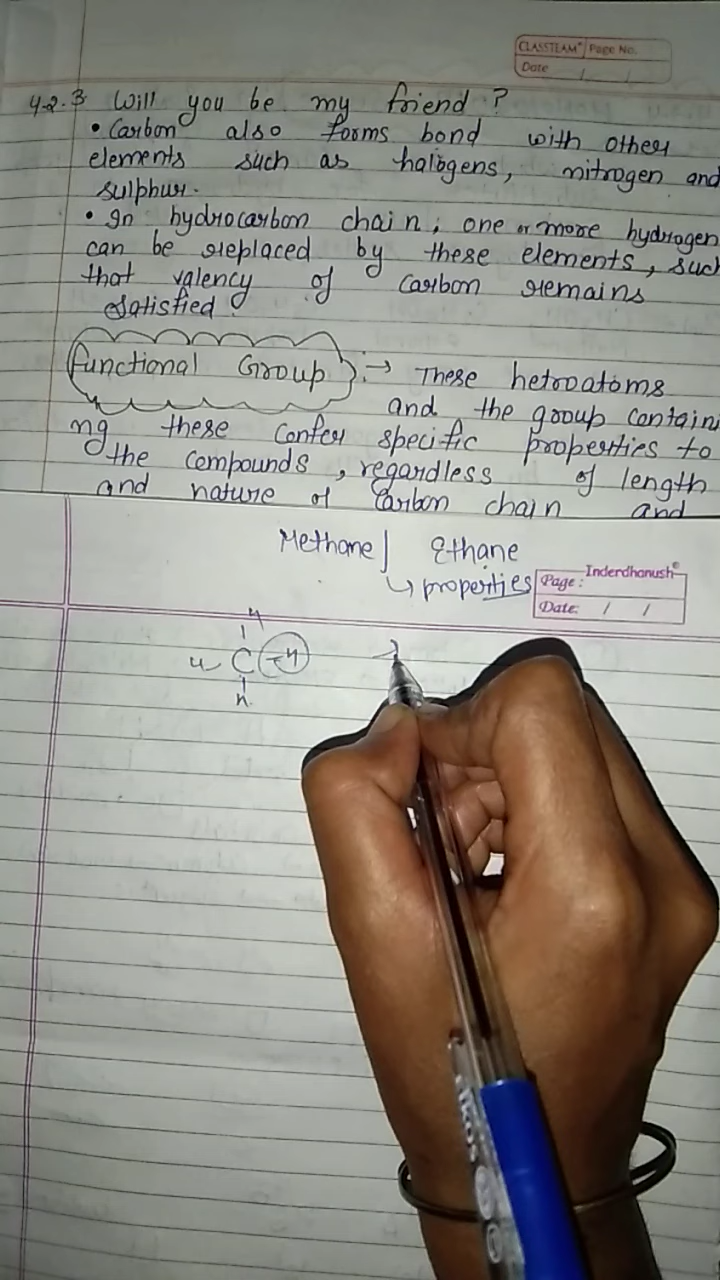 CLASSTEAM Page No.
Date / /
4.2.3 Will you be my friend ?
• Carbon also forms bond with other
elements such as halogens, nitrogen and
sulphur.
• In hydrocarbon chain, one or more hydrogen
can be replaced by these elements, such
that valency of carbon remains
satisfied.
Functional Group :→ These hetroatoms
and the group contain
ng these confer specific properties to
the compounds, regardless of length
and nature of Carbon chain and
Methane] Ethane
↳ properties
Inderdhanush
Page :
Date: / /
H
H C -H
H